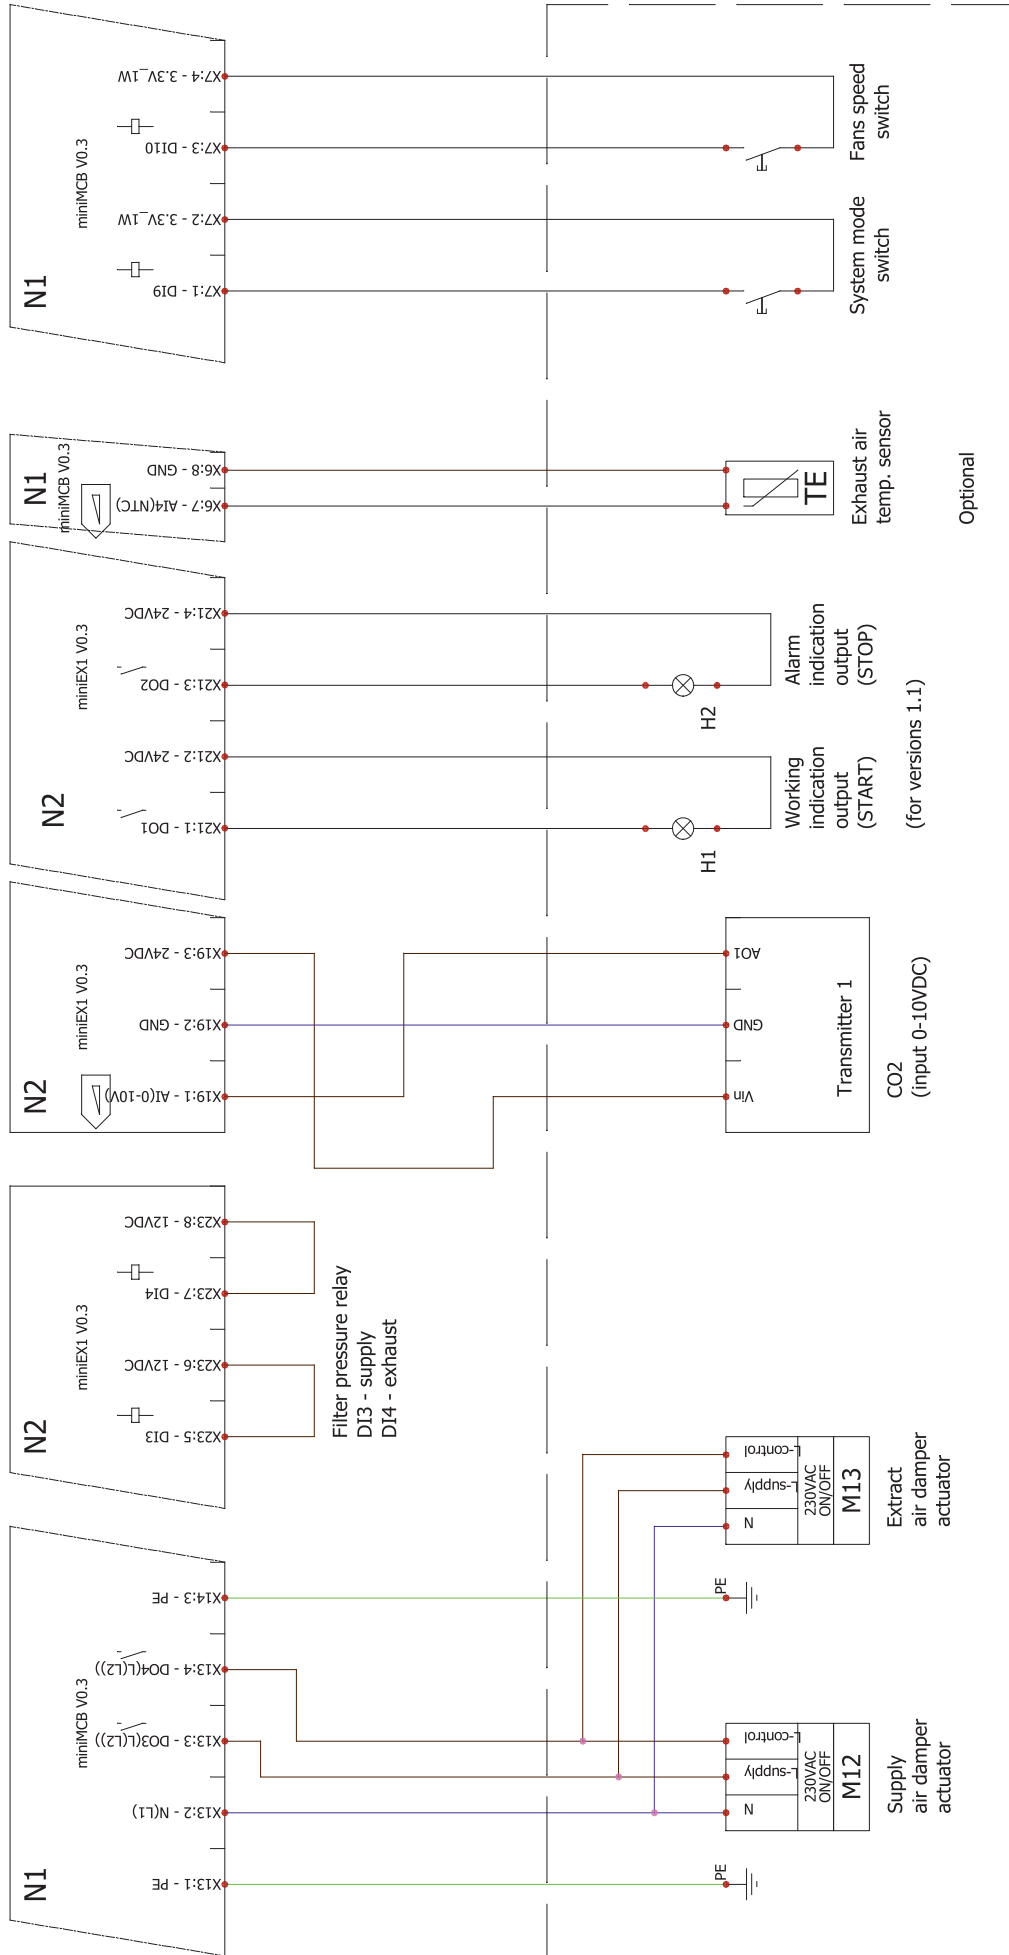 N1
miniMCB V0.3
X13:1 - PE
X13:2 - N(L1)
X13:3 - DO3(L(L2))
X13:4 - DO4(L(L2))
X14:3 - PE
PE
N
L-supply
L-control
230VAC
ON/OFF
M12
Supply
air damper
actuator
PE
N
L-supply
L-control
230VAC
ON/OFF
M13
Extract
air damper
actuator
N2
miniEX1 V0.3
X23:5 - DI3
X23:6 - 12VDC
X23:7 - DI4
X23:8 - 12VDC
Filter pressure relay
DI3 - supply
DI4 - exhaust
N2
miniEX1 V0.3
X19:1 - AI(0-10V)
X19:2 - GND
X19:3 - 24VDC
Vin
GND
AO1
Transmitter 1
CO2
(input 0-10VDC)
N2
miniEX1 V0.3
X21:1 - DO1
X21:2 - 24VDC
X21:3 - DO2
X21:4 - 24VDC
H1
Working
indication
output
(START)
H2
Alarm
indication
output
(STOP)
(for versions 1.1)
N1
miniMCB V0.3
X6:7 - AI4(NTC)
X6:8 - GND
TE
Exhaust air
temp. sensor
Optional
N1
miniMCB V0.3
X7:1 - DI9
X7:2 - 3.3V_1W
X7:3 - DI10
X7:4 - 3.3V_1W
System mode
switch
Fans speed
switch